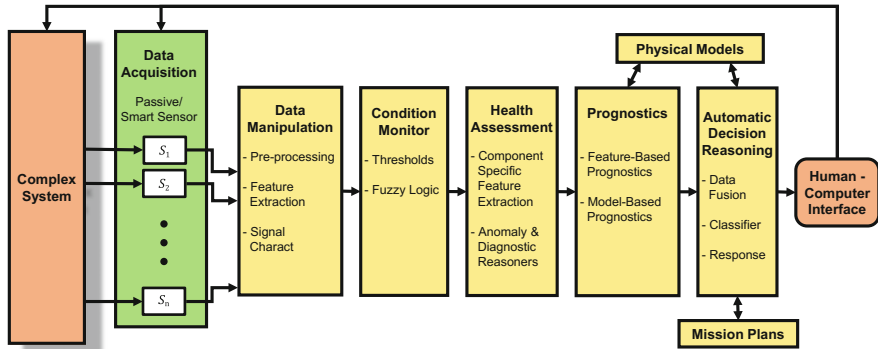 Complex
System
Data
Acquisition
Passive/
Smart Sensor
S1
S2
Sn
Data
Manipulation
- Pre-processing
- Feature
Extraction
- Signal
Charact
Condition
Monitor
- Thresholds
- Fuzzy Logic
Health
Assessment
- Component
Specific
Feature
Extraction
- Anomaly &
Diagnostic
Reasoners
Physical Models
Prognostics
- Feature-Based
Prognostics
- Model-Based
Prognostics
Automatic
Decision
Reasoning
- Data
Fusion
- Classifier
- Response
Mission Plans
Human -
Computer
Interface